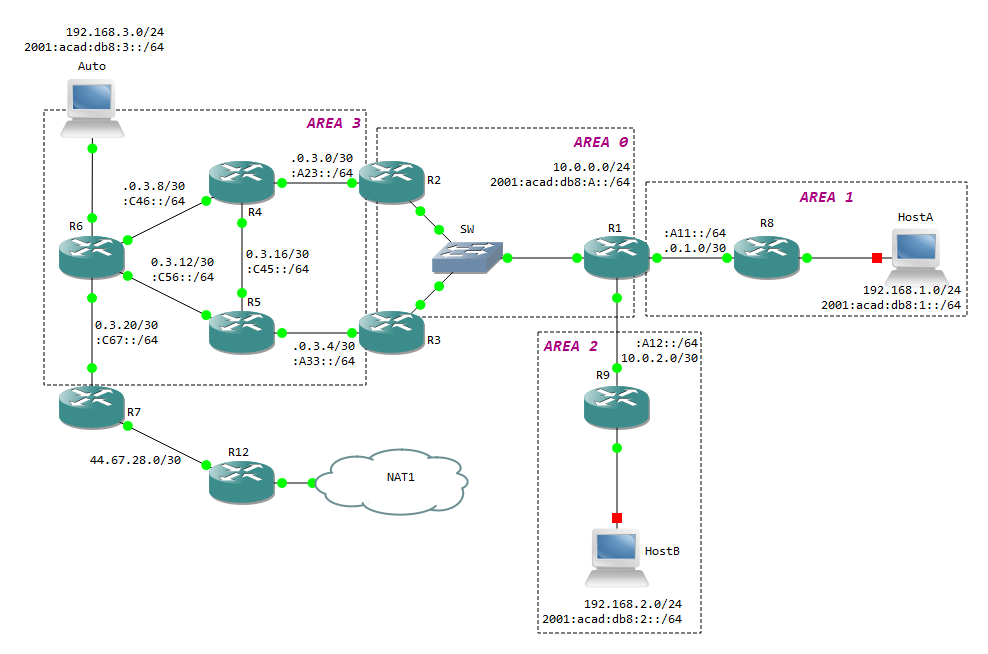 192.168.3.0/24
2001:acad:db8:3::/64
Auto
AREA 3
.0.3.0/30
:A23::/64
AREA 0
10.0.0.0/24
2001:acad:db8:A::/64
R2
.0.3.8/30
:C46::/64
R4
AREA 1
HostA
R6
SW
R1
:A11::/64
.0.1.0/30
R8
0.3.12/30
:C56::/64
0.3.16/30
:C45::/64
192.168.1.0/24
2001:acad:db8:1::/64
R5
0.3.20/30
:C67::/64
.0.3.4/30
:A33::/64
R3
AREA 2
:A12::/64
10.0.2.0/30
R9
R7
44.67.28.0/30
R12
NAT1
HostB
192.168.2.0/24
2001:acad:db8:2::/64